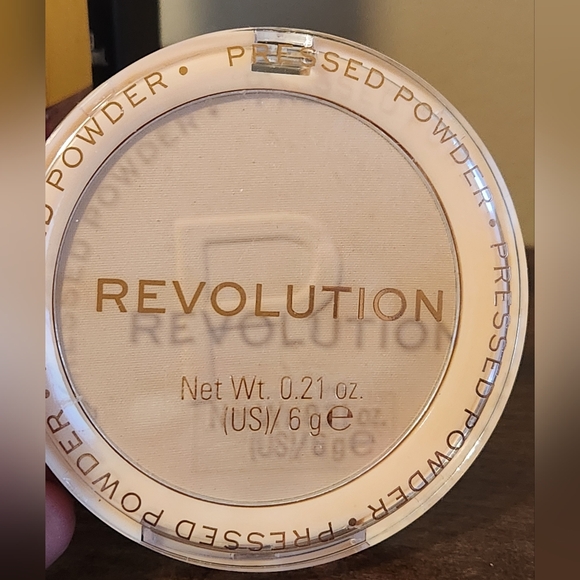 PRESSED POWDER • PRESSED POWDER • PRESSED POWDER • PRESSED POWDER •
R
REVOLUTION
Net Wt. 0.21 oz.
(US)/ 6 g ℮